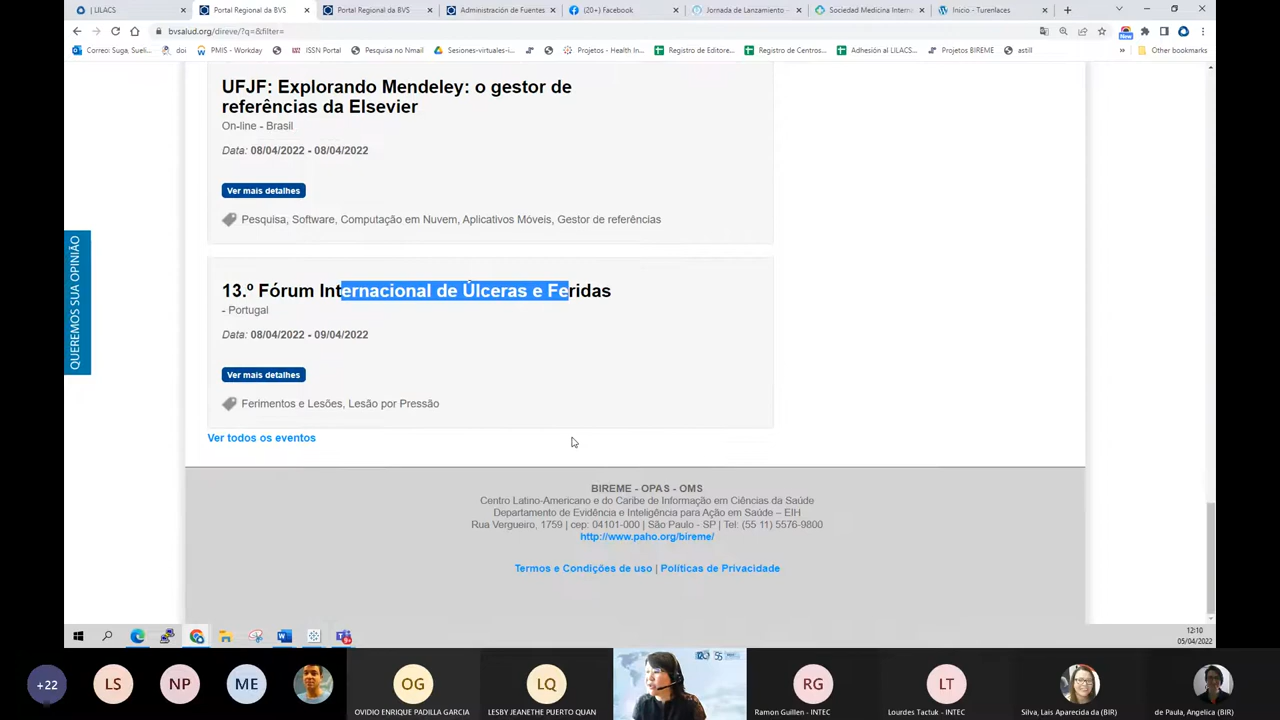 | LILACS
Portal Regional da BVS
Portal Regional da BVS
Administración de Fuentes
(20+) Facebook
Jornada de Lanzamiento
Sociedad Medicina Intern
Inicio - Turenlaces
bvsalud.org/direve/?q=&filter=
Correo: Suga, Sueli...
doi
PMIS - Workday
ISSN Portal
Pesquisa no Nmail
Sesiones-virtuales-i...
Projetos - Health In...
Registro de Editore...
Registro de Centros...
Adhesión al LILACS...
Projetos BIREME
astill
Other bookmarks
New
UFJF: Explorando Mendeley: o gestor de
referências da Elsevier
On-line - Brasil
Data: 08/04/2022 - 08/04/2022
Ver mais detalhes
Pesquisa, Software, Computação em Nuvem, Aplicativos Móveis, Gestor de referências
QUEREMOS SUA OPINIÃO
13.º Fórum Internacional de Úlceras e Feridas
- Portugal
Data: 08/04/2022 - 09/04/2022
Ver mais detalhes
Ferimentos e Lesões, Lesão por Pressão
Ver todos os eventos
BIREME - OPAS - OMS
Centro Latino-Americano e do Caribe de Informação em Ciências da Saúde
Departamento de Evidência e Inteligência para Ação em Saúde – EIH
Rua Vergueiro, 1759 | cep: 04101-000 | São Paulo - SP | Tel: (55 11) 5576-9800
http://www.paho.org/bireme/
Termos e Condições de uso | Políticas de Privacidade
12:10
05/04/2022
+22
LS
NP
ME
OG
OVIDIO ENRIQUE PADILLA GARCIA
LQ
LESBY JEANETHE PUERTO QUAN
RG
Ramon Guillen - INTEC
LT
Lourdes Tactuk - INTEC
Silva, Lais Aparecida da (BIR)
de Paula, Angelica (BIR)